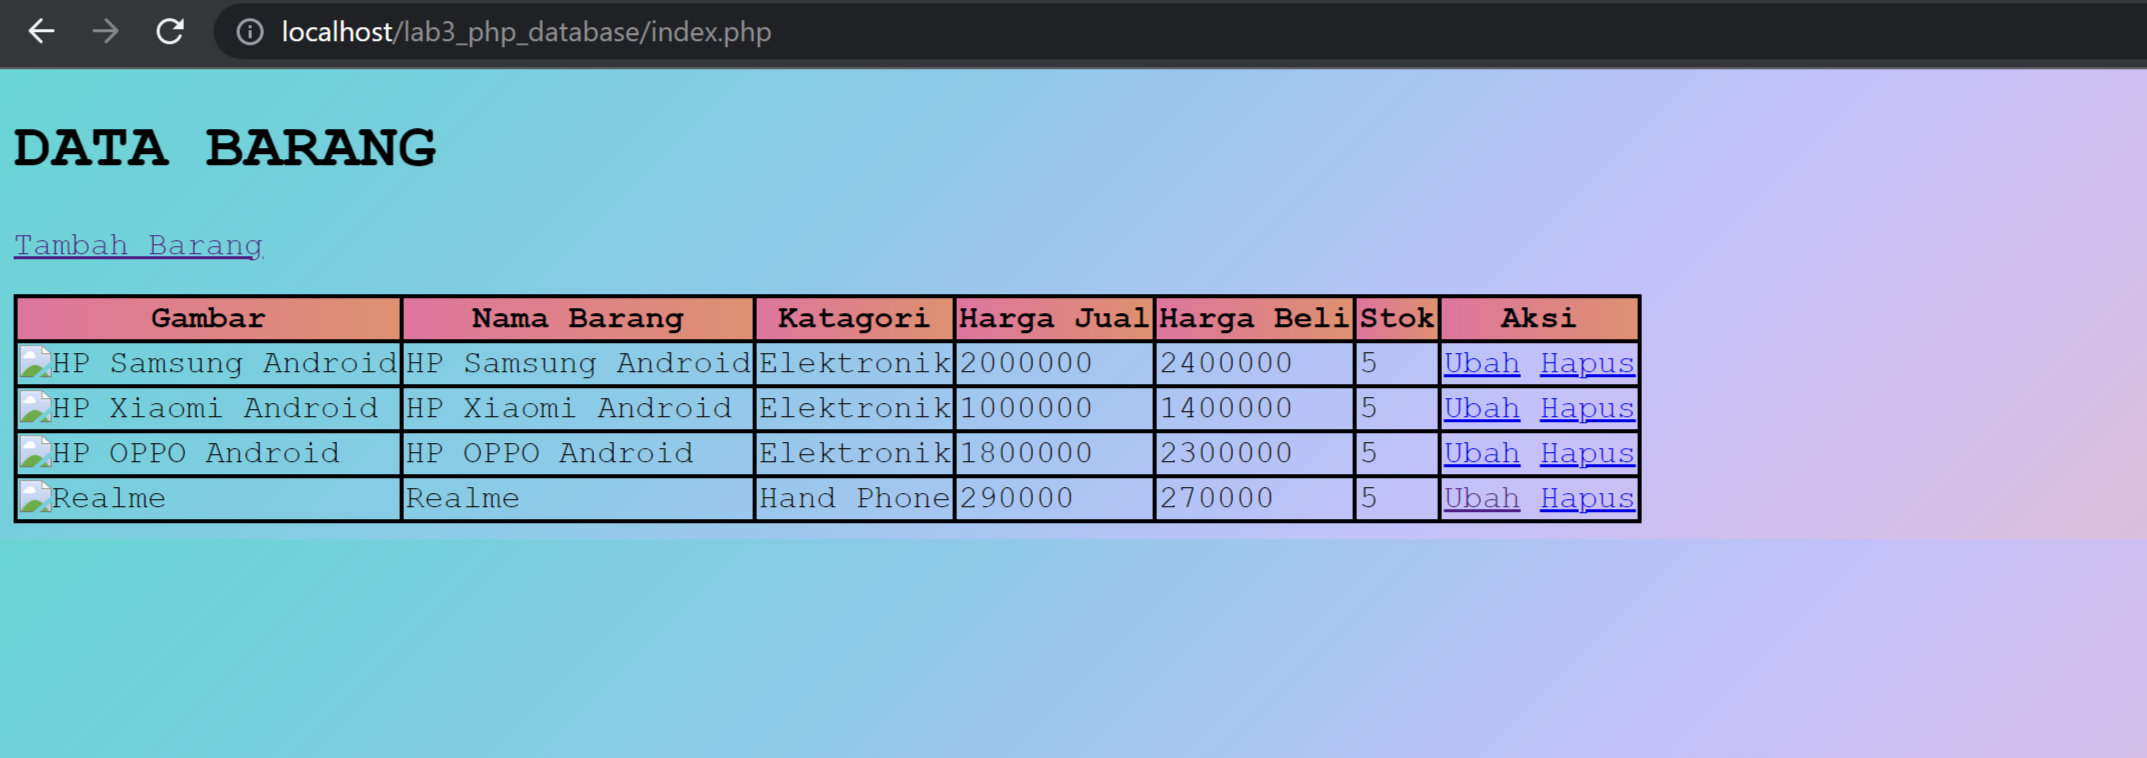 localhost/lab3_php_database/index.php
DATA BARANG
Tambah Barang
Gambar Nama Barang Katagori Harga Jual Harga Beli Stok Aksi
HP Samsung Android HP Samsung Android Elektronik 2000000 2400000 5 Ubah Hapus
HP Xiaomi Android HP Xiaomi Android Elektronik 1000000 1400000 5 Ubah Hapus
HP OPPO Android HP OPPO Android Elektronik 1800000 2300000 5 Ubah Hapus
Realme Realme Hand Phone 290000 270000 5 Ubah Hapus